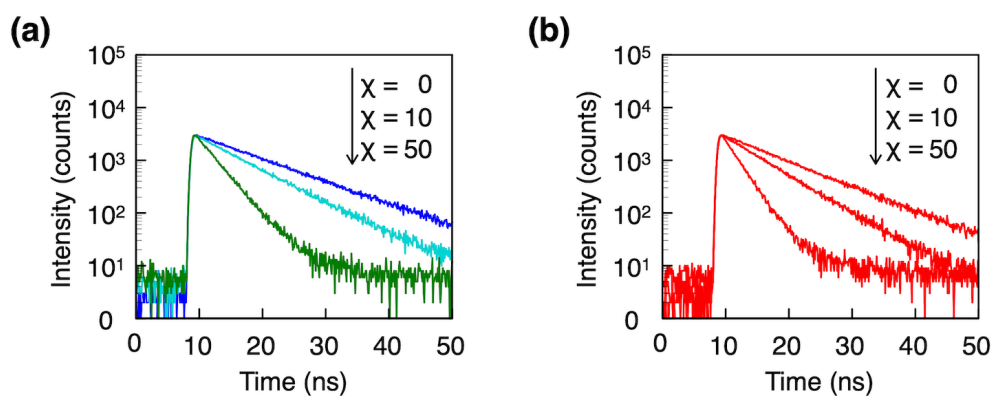 (a)
Intensity (counts)
10⁵
10⁴
10³
10²
10¹
0
χ = 0
χ = 10
χ = 50
0 10 20 30 40 50
Time (ns)
(b)
Intensity (counts)
10⁵
10⁴
10³
10²
10¹
0
χ = 0
χ = 10
χ = 50
0 10 20 30 40 50
Time (ns)